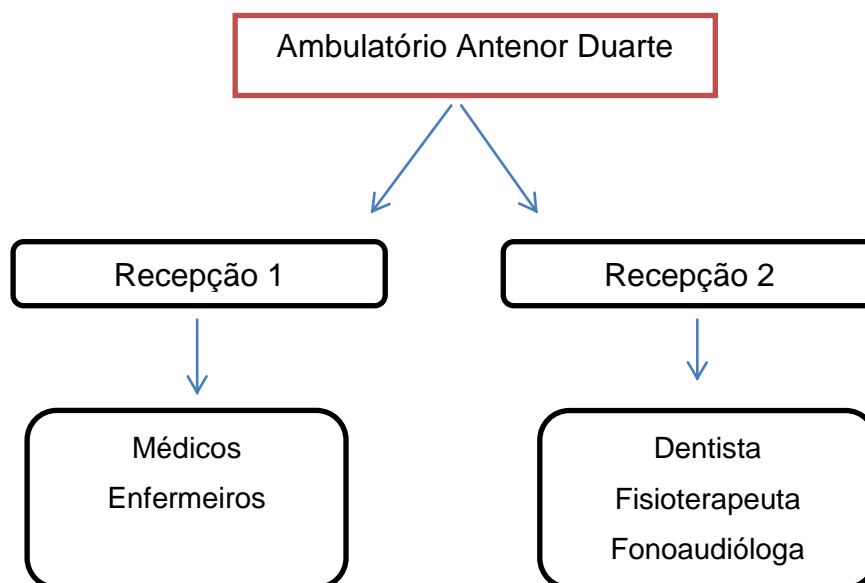 Ambulatório Antenor Duarte
Recepção 1
Recepção 2
Médicos
Enfermeiros
Dentista
Fisioterapeuta
Fonoaudióloga